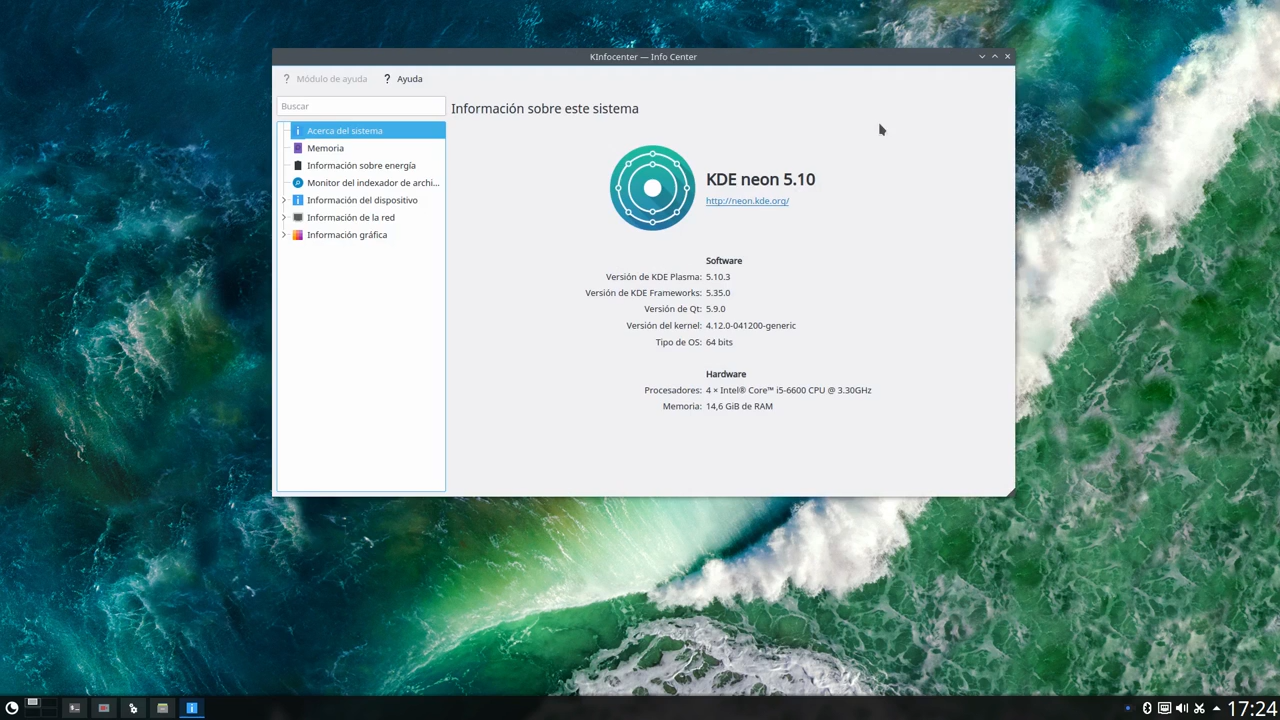 KInfocenter — Info Center
Módulo de ayuda
Ayuda
Buscar
Acerca del sistema
Memoria
Información sobre energía
Monitor del indexador de archi...
Información del dispositivo
Información de la red
Información gráfica
Información sobre este sistema
KDE neon 5.10
http://neon.kde.org/
Software
Versión de KDE Plasma: 5.10.3
Versión de KDE Frameworks: 5.35.0
Versión de Qt: 5.9.0
Versión del kernel: 4.12.0-041200-generic
Tipo de OS: 64 bits
Hardware
Procesadores: 4 × Intel® Core™ i5-6600 CPU @ 3.30GHz
Memoria: 14,6 GiB de RAM
17:24